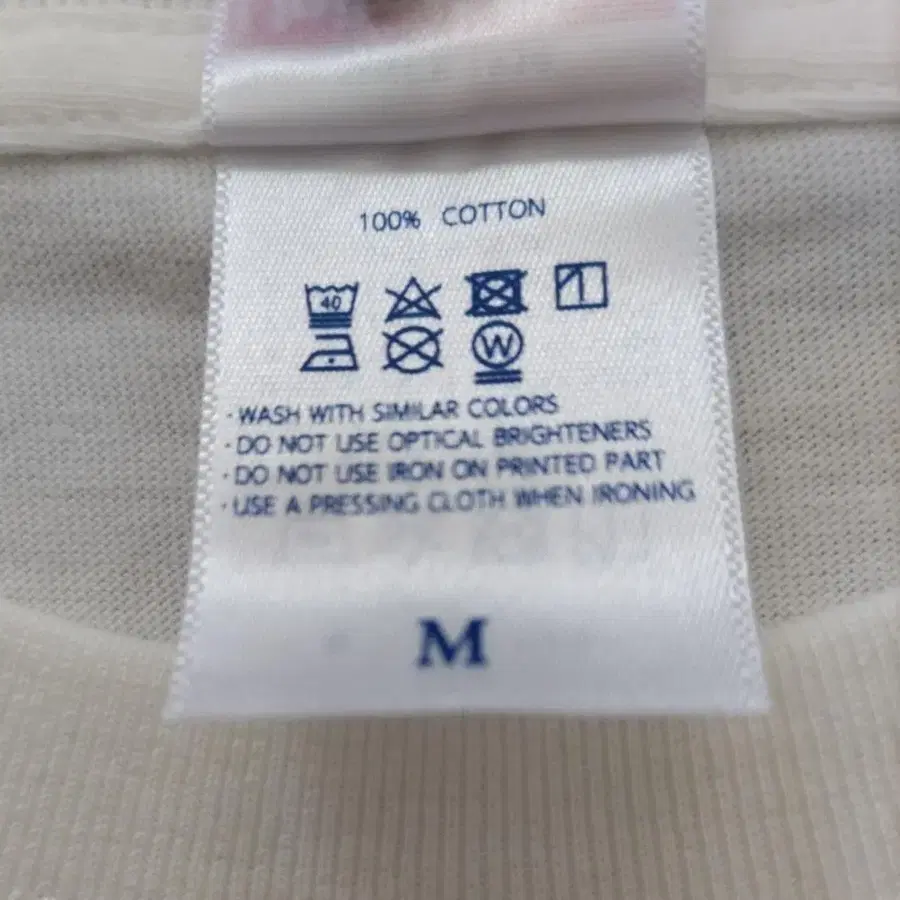 100% COTTON
40
W
· WASH WITH SIMILAR COLORS
· DO NOT USE OPTICAL BRIGHTENERS
· DO NOT USE IRON ON PRINTED PART
· USE A PRESSING CLOTH WHEN IRONING
M